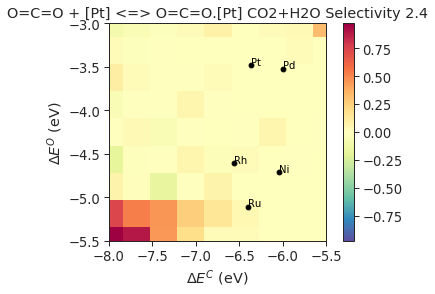 O=C=O + [Pt] <=> O=C=O.[Pt] CO2+H2O Selectivity 2.4
−3.0
−3.5
−4.0
−4.5
−5.0
−5.5
ΔE^O (eV)
Pt
Pd
Rh
Ni
Ru
−8.0 −7.5 −7.0 −6.5 −6.0 −5.5
ΔE^C (eV)
0.75
0.50
0.25
0.00
−0.25
−0.50
−0.75